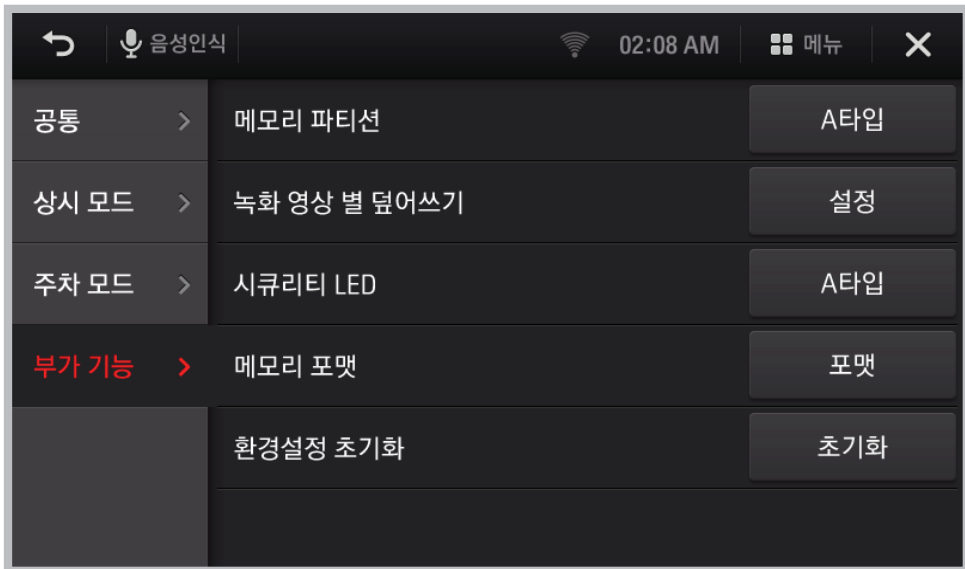 음성인식 02:08 AM 메뉴
공통 메모리 파티션 A타입
상시 모드 녹화 영상 별 덮어쓰기 설정
주차 모드 시큐리티 LED A타입
부가 기능 메모리 포맷 포맷
환경설정 초기화 초기화